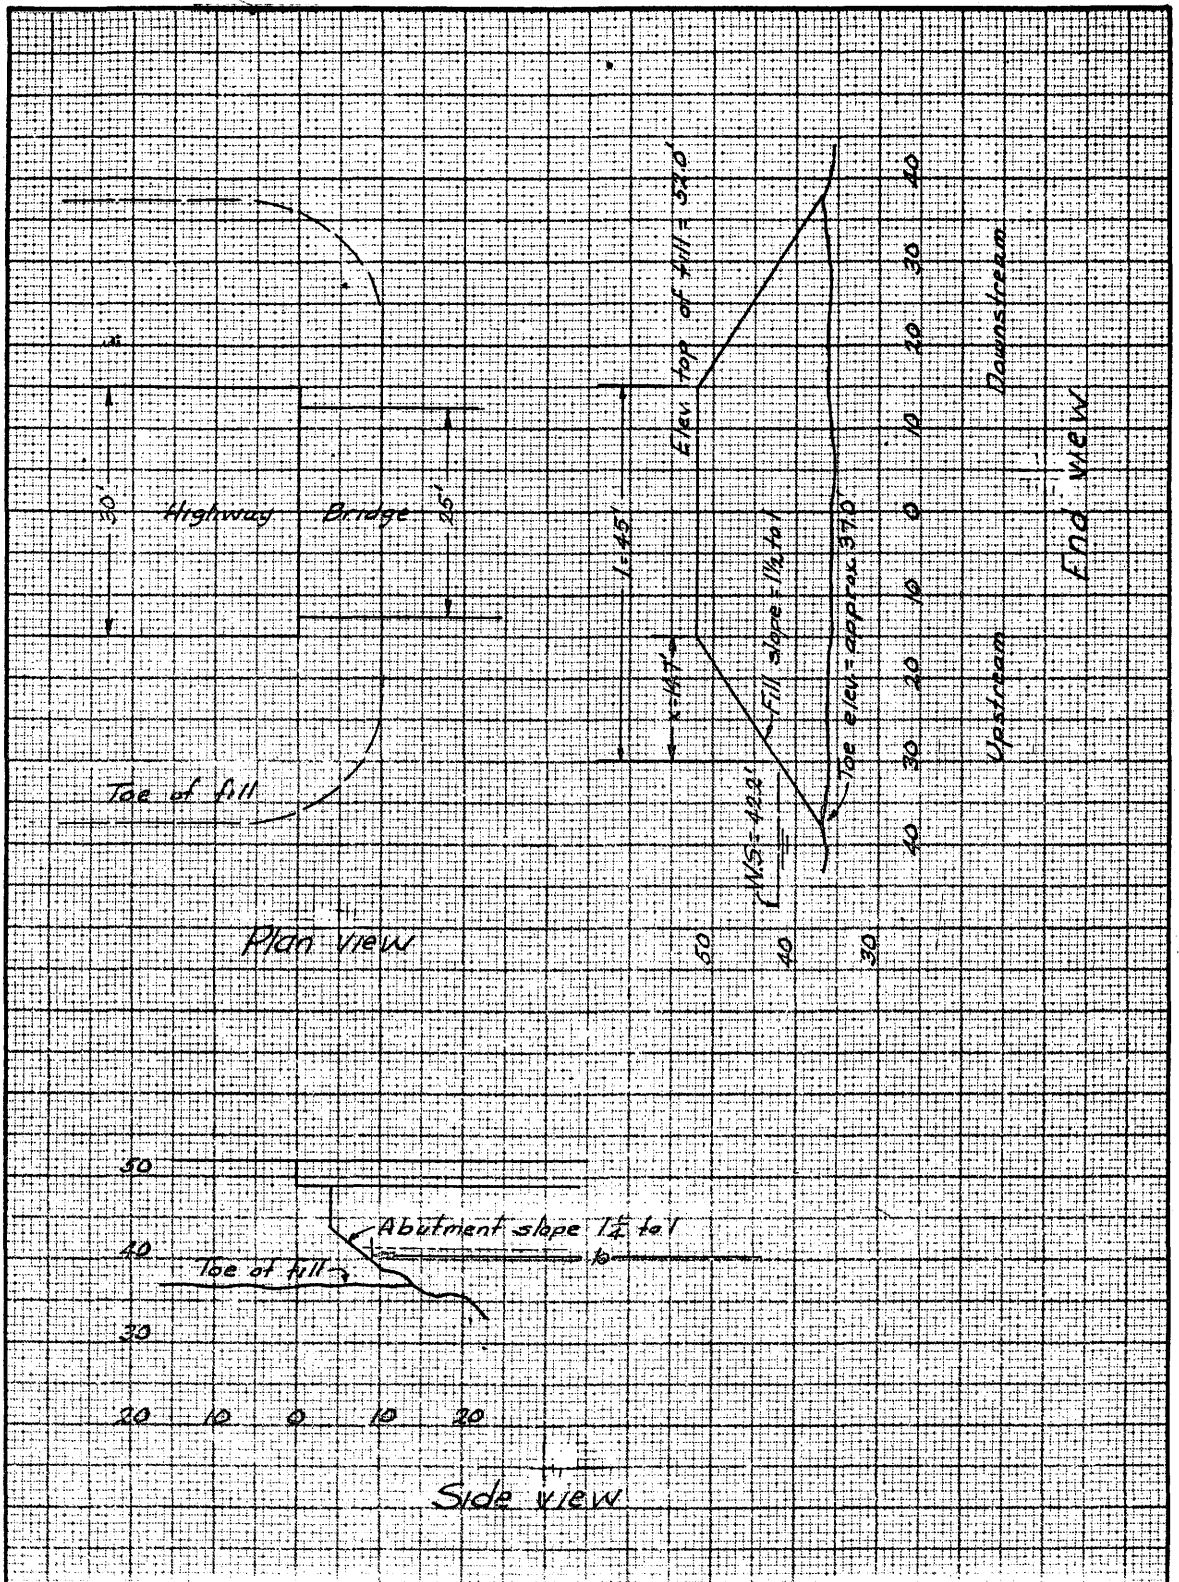 30'
Highway
Bridge
25'
Toe of fill
Plan view
L=45'
x=14.7'
Elev. top of fill = 52.0'
Fill slope = 1½ to 1
Toe elev. = approx. 37.0'
W.S. = 42.2'
50
40
30
40
30
20
10
0
10
20
30
40
Upstream
Downstream
End view
50
40
30
Abutment slope 1¼ to 1
Toe of fill
b
20
10
0
10
20
Side view